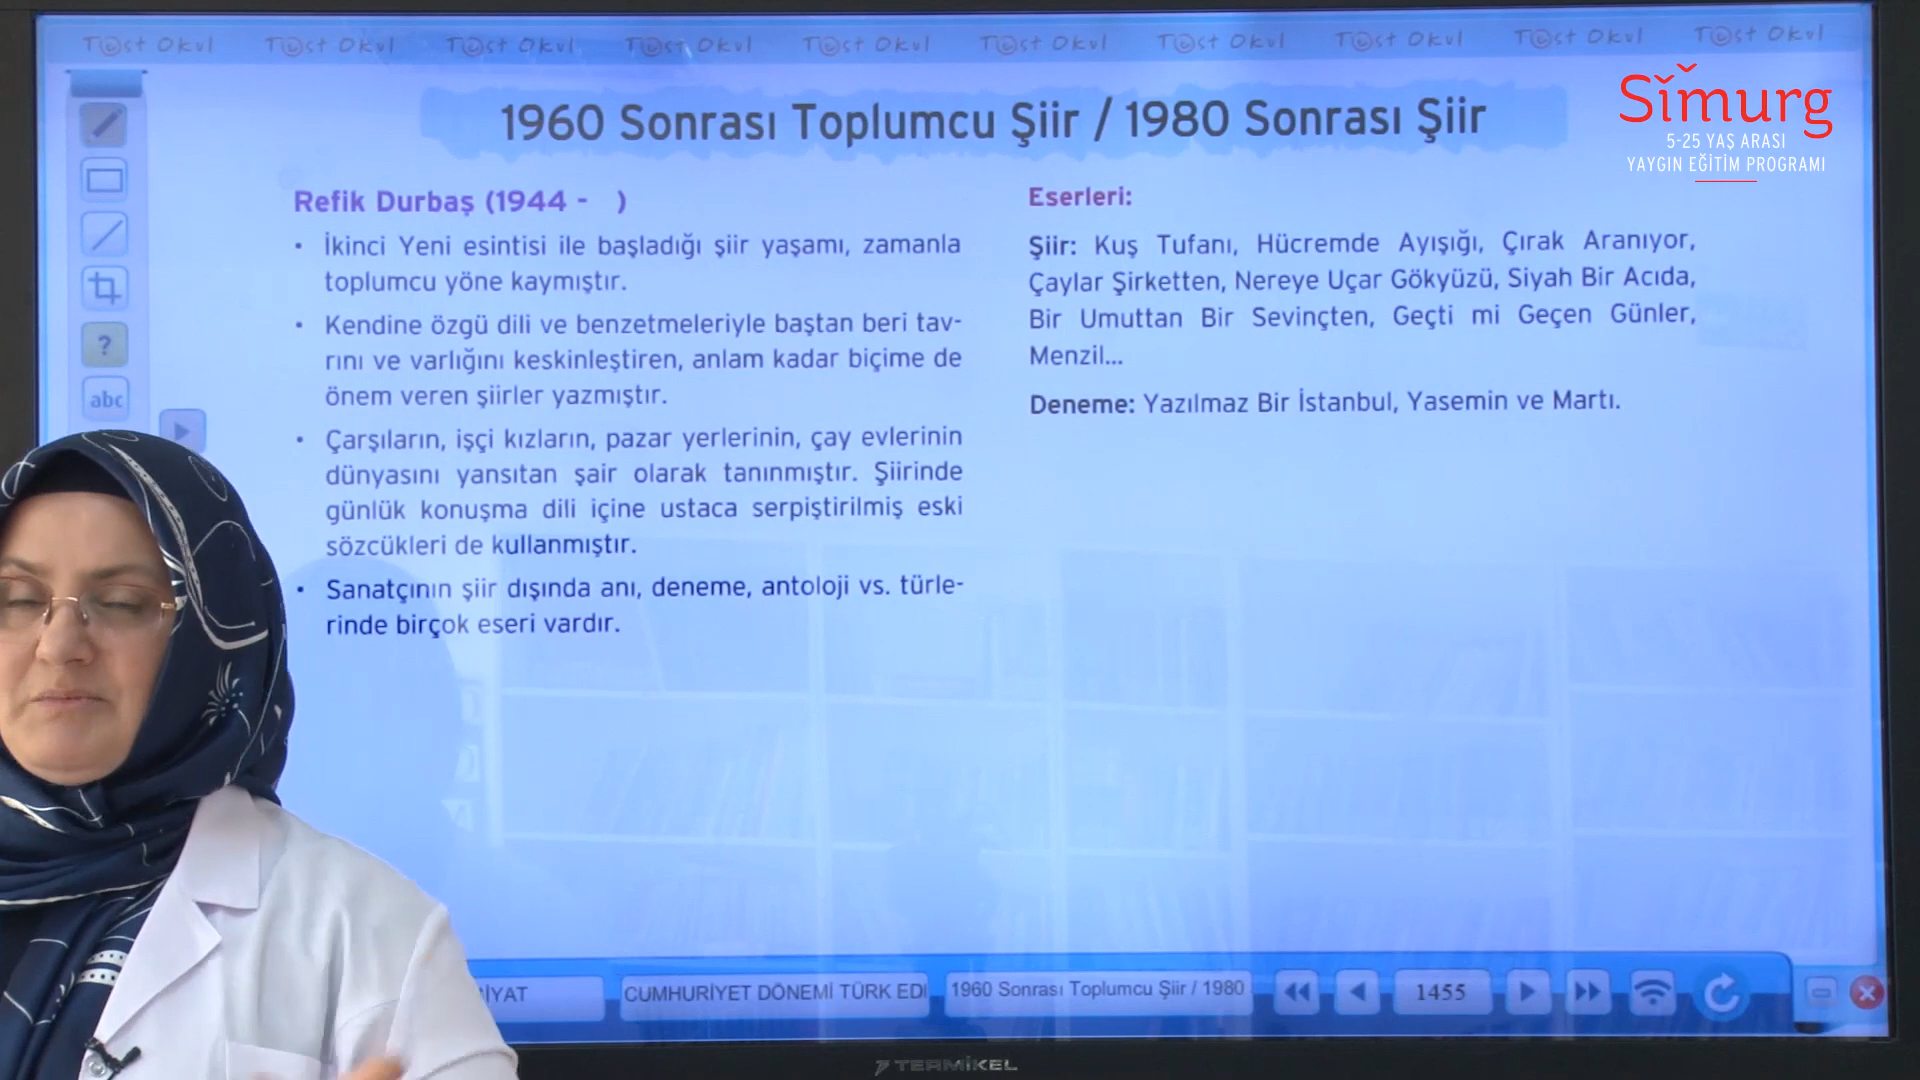 Test Okul Test Okul Test Okul Test Okul Test Okul Test Okul Test Okul Test Okul Test Okul Test Okul
1960 Sonrası Toplumcu Şiir / 1980 Sonrası Şiir
Simurg
5-25 YAŞ ARASI
YAYGIN EĞİTİM PROGRAMI
Refik Durbaş (1944 - )
• İkinci Yeni esintisi ile başladığı şiir yaşamı, zamanla
toplumcu yöne kaymıştır.
• Kendine özgü dili ve benzetmeleriyle baştan beri tav-
rını ve varlığını keskinleştiren, anlam kadar biçime de
önem veren şiirler yazmıştır.
• Çarşıların, işçi kızların, pazar yerlerinin, çay evlerinin
dünyasını yansıtan şair olarak tanınmıştır. Şiirinde
günlük konuşma dili içine ustaca serpiştirilmiş eski
sözcükleri de kullanmıştır.
• Sanatçının şiir dışında anı, deneme, antoloji vs. türle-
rinde birçok eseri vardır.
Eserleri:
Şiir: Kuş Tufanı, Hücremde Ayışığı, Çırak Aranıyor,
Çaylar Şirketten, Nereye Uçar Gökyüzü, Siyah Bir Acıda,
Bir Umuttan Bir Sevinçten, Geçti mi Geçen Günler,
Menzil...
Deneme: Yazılmaz Bir İstanbul, Yasemin ve Martı.
?
abc
İYAT
CUMHURİYET DÖNEMİ TÜRK EDİ
1960 Sonrası Toplumcu Şiir / 1980
1455
TERMİKEL